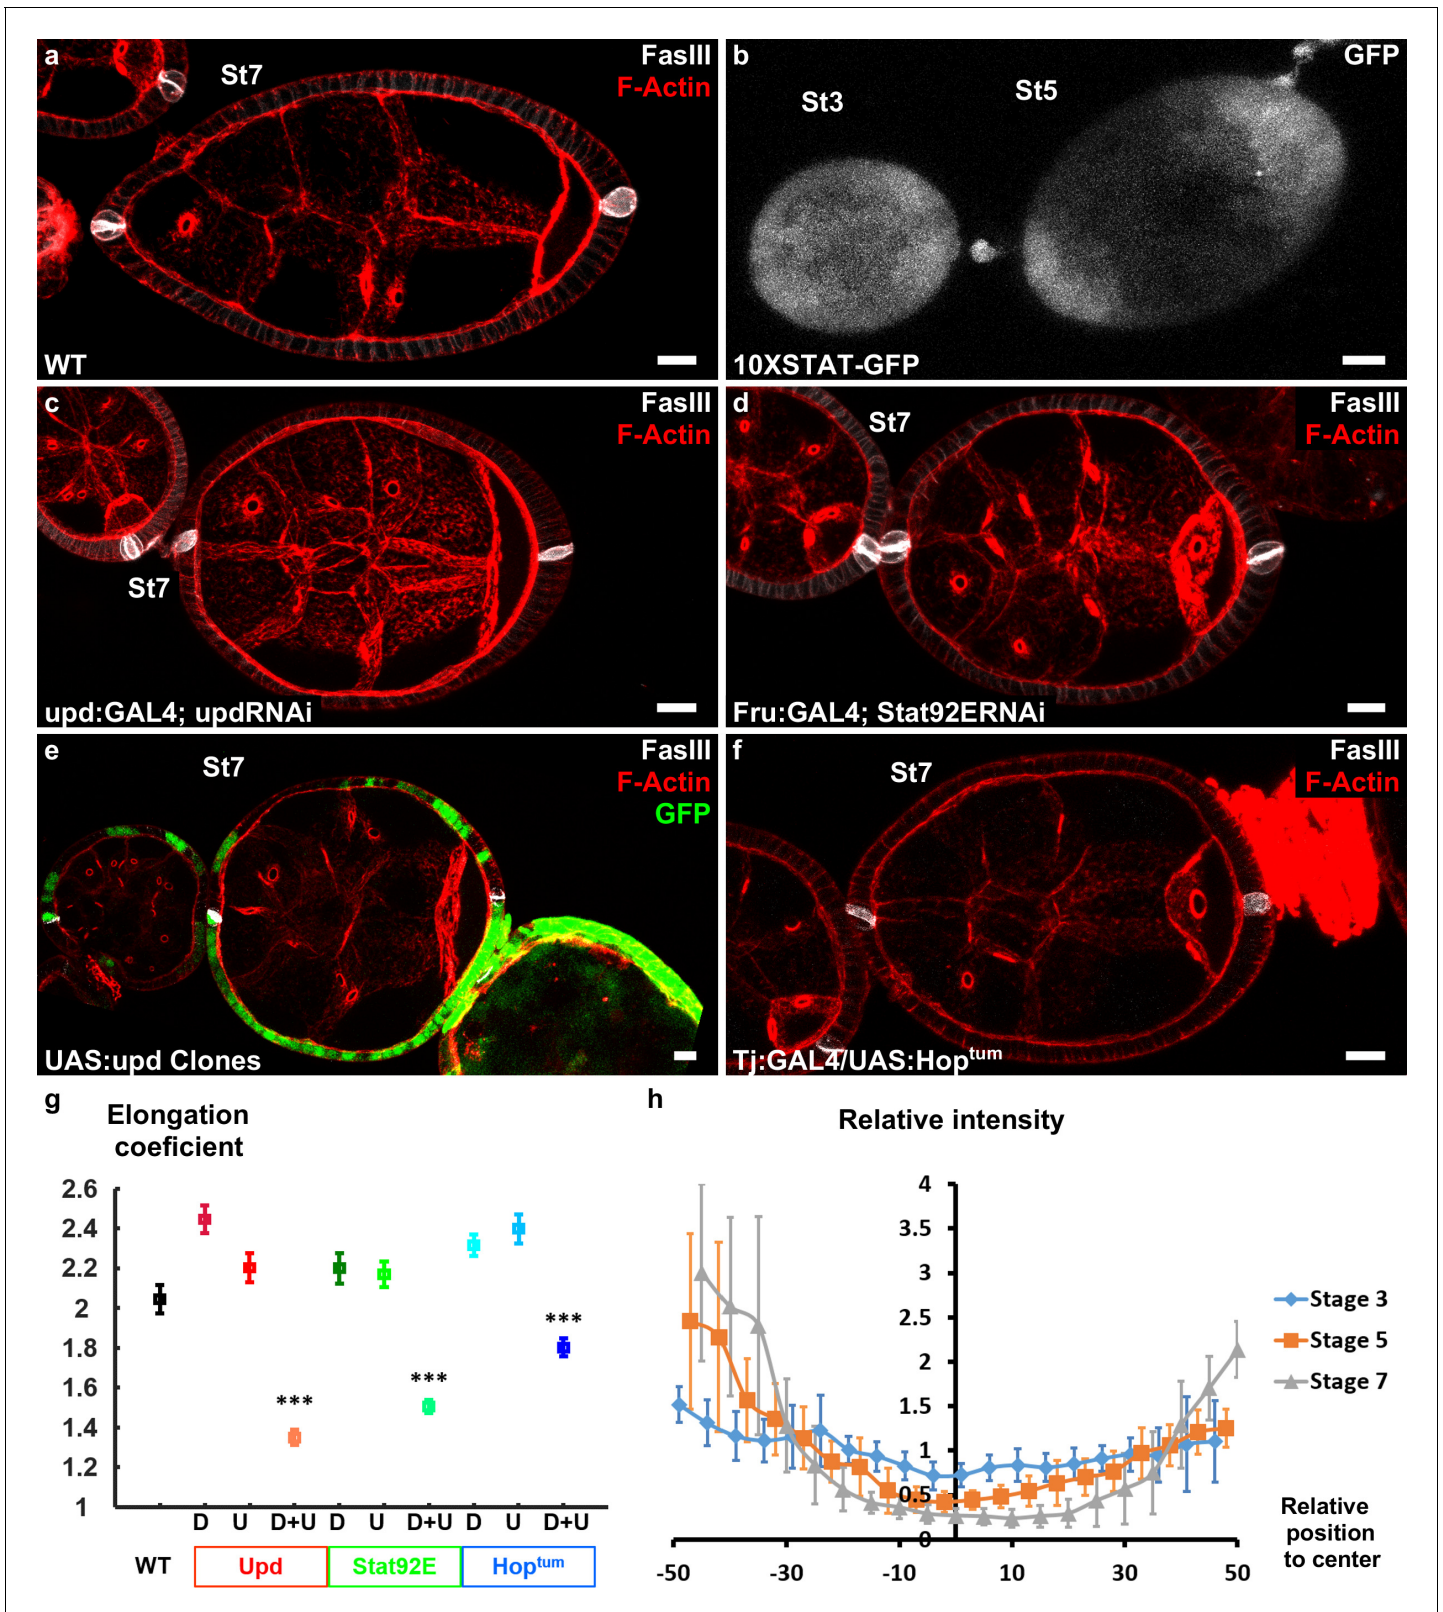 a
St7
FasIII
F-Actin
WT
b
St3
St5
GFP
10XSTAT-GFP
c
FasIII
F-Actin
St7
upd:GAL4; updRNAi
d
St7
FasIII
F-Actin
Fru:GAL4; Stat92ERNAi
e
St7
FasIII
F-Actin
GFP
UAS:upd Clones
f
St7
FasIII
F-Actin
Tj:GAL4/UAS:Hoptum
g
Elongation
coeficient
2.6
2.4
2.2
2
1.8
1.6
1.4
1.2
1
***
***
***
D U D+U D U D+U D U D+U
WT Upd Stat92E Hoptum
h
Relative intensity
4
3.5
3
2.5
2
1.5
1
0.5
0
Stage 3
Stage 5
Stage 7
-50 -30 -10 10 30 50
Relative
position
to center